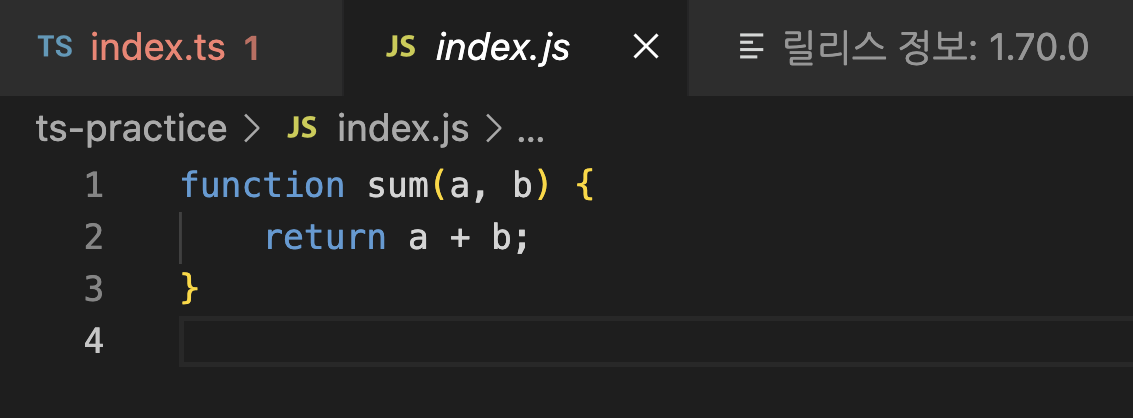 TS index.ts 1 JS index.js × 릴리스 정보: 1.70.0
ts-practice > JS index.js > ...
1 function sum(a, b) {
2 return a + b;
3 }
4